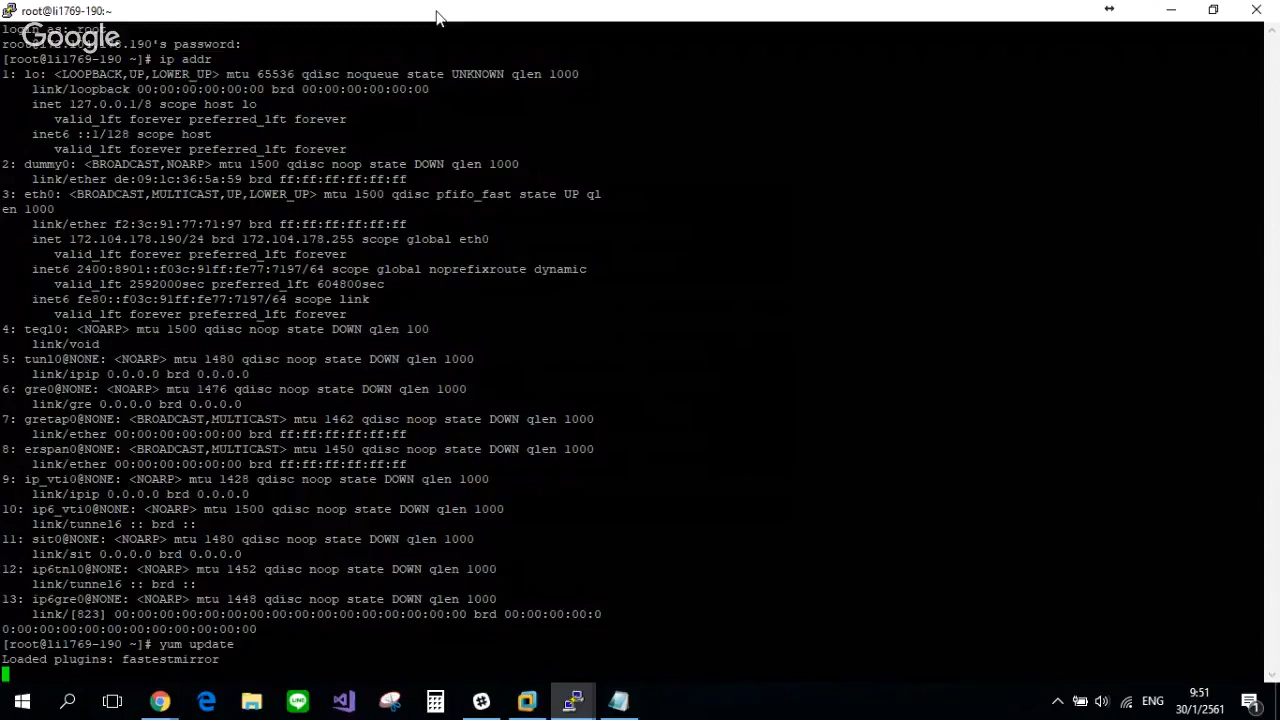 root@li1769-190:~
login as: root
Google
root@172.104.178.190's password:
[root@li1769-190 ~]# ip addr
1: lo: <LOOPBACK,UP,LOWER_UP> mtu 65536 qdisc noqueue state UNKNOWN qlen 1000
link/loopback 00:00:00:00:00:00 brd 00:00:00:00:00:00
inet 127.0.0.1/8 scope host lo
valid_lft forever preferred_lft forever
inet6 ::1/128 scope host
valid_lft forever preferred_lft forever
2: dummy0: <BROADCAST,NOARP> mtu 1500 qdisc noop state DOWN qlen 1000
link/ether de:09:1c:36:5a:59 brd ff:ff:ff:ff:ff:ff
3: eth0: <BROADCAST,MULTICAST,UP,LOWER_UP> mtu 1500 qdisc pfifo_fast state UP ql
en 1000
link/ether f2:3c:91:77:71:97 brd ff:ff:ff:ff:ff:ff
inet 172.104.178.190/24 brd 172.104.178.255 scope global eth0
valid_lft forever preferred_lft forever
inet6 2400:8901::f03c:91ff:fe77:7197/64 scope global noprefixroute dynamic
valid_lft 2592000sec preferred_lft 604800sec
inet6 fe80::f03c:91ff:fe77:7197/64 scope link
valid_lft forever preferred_lft forever
4: teql0: <NOARP> mtu 1500 qdisc noop state DOWN qlen 100
link/void
5: tunl0@NONE: <NOARP> mtu 1480 qdisc noop state DOWN qlen 1000
link/ipip 0.0.0.0 brd 0.0.0.0
6: gre0@NONE: <NOARP> mtu 1476 qdisc noop state DOWN qlen 1000
link/gre 0.0.0.0 brd 0.0.0.0
7: gretap0@NONE: <BROADCAST,MULTICAST> mtu 1462 qdisc noop state DOWN qlen 1000
link/ether 00:00:00:00:00:00 brd ff:ff:ff:ff:ff:ff
8: erspan0@NONE: <BROADCAST,MULTICAST> mtu 1450 qdisc noop state DOWN qlen 1000
link/ether 00:00:00:00:00:00 brd ff:ff:ff:ff:ff:ff
9: ip_vti0@NONE: <NOARP> mtu 1428 qdisc noop state DOWN qlen 1000
link/ipip 0.0.0.0 brd 0.0.0.0
10: ip6_vti0@NONE: <NOARP> mtu 1500 qdisc noop state DOWN qlen 1000
link/tunnel6 :: brd ::
11: sit0@NONE: <NOARP> mtu 1480 qdisc noop state DOWN qlen 1000
link/sit 0.0.0.0 brd 0.0.0.0
12: ip6tnl0@NONE: <NOARP> mtu 1452 qdisc noop state DOWN qlen 1000
link/tunnel6 :: brd ::
13: ip6gre0@NONE: <NOARP> mtu 1448 qdisc noop state DOWN qlen 1000
link/[823] 00:00:00:00:00:00:00:00:00:00:00:00:00:00:00:00 brd 00:00:00:00:0
0:00:00:00:00:00:00:00:00:00:00:00
[root@li1769-190 ~]# yum update
Loaded plugins: fastestmirror
LINE
ENG
9:51
30/1/2561
1